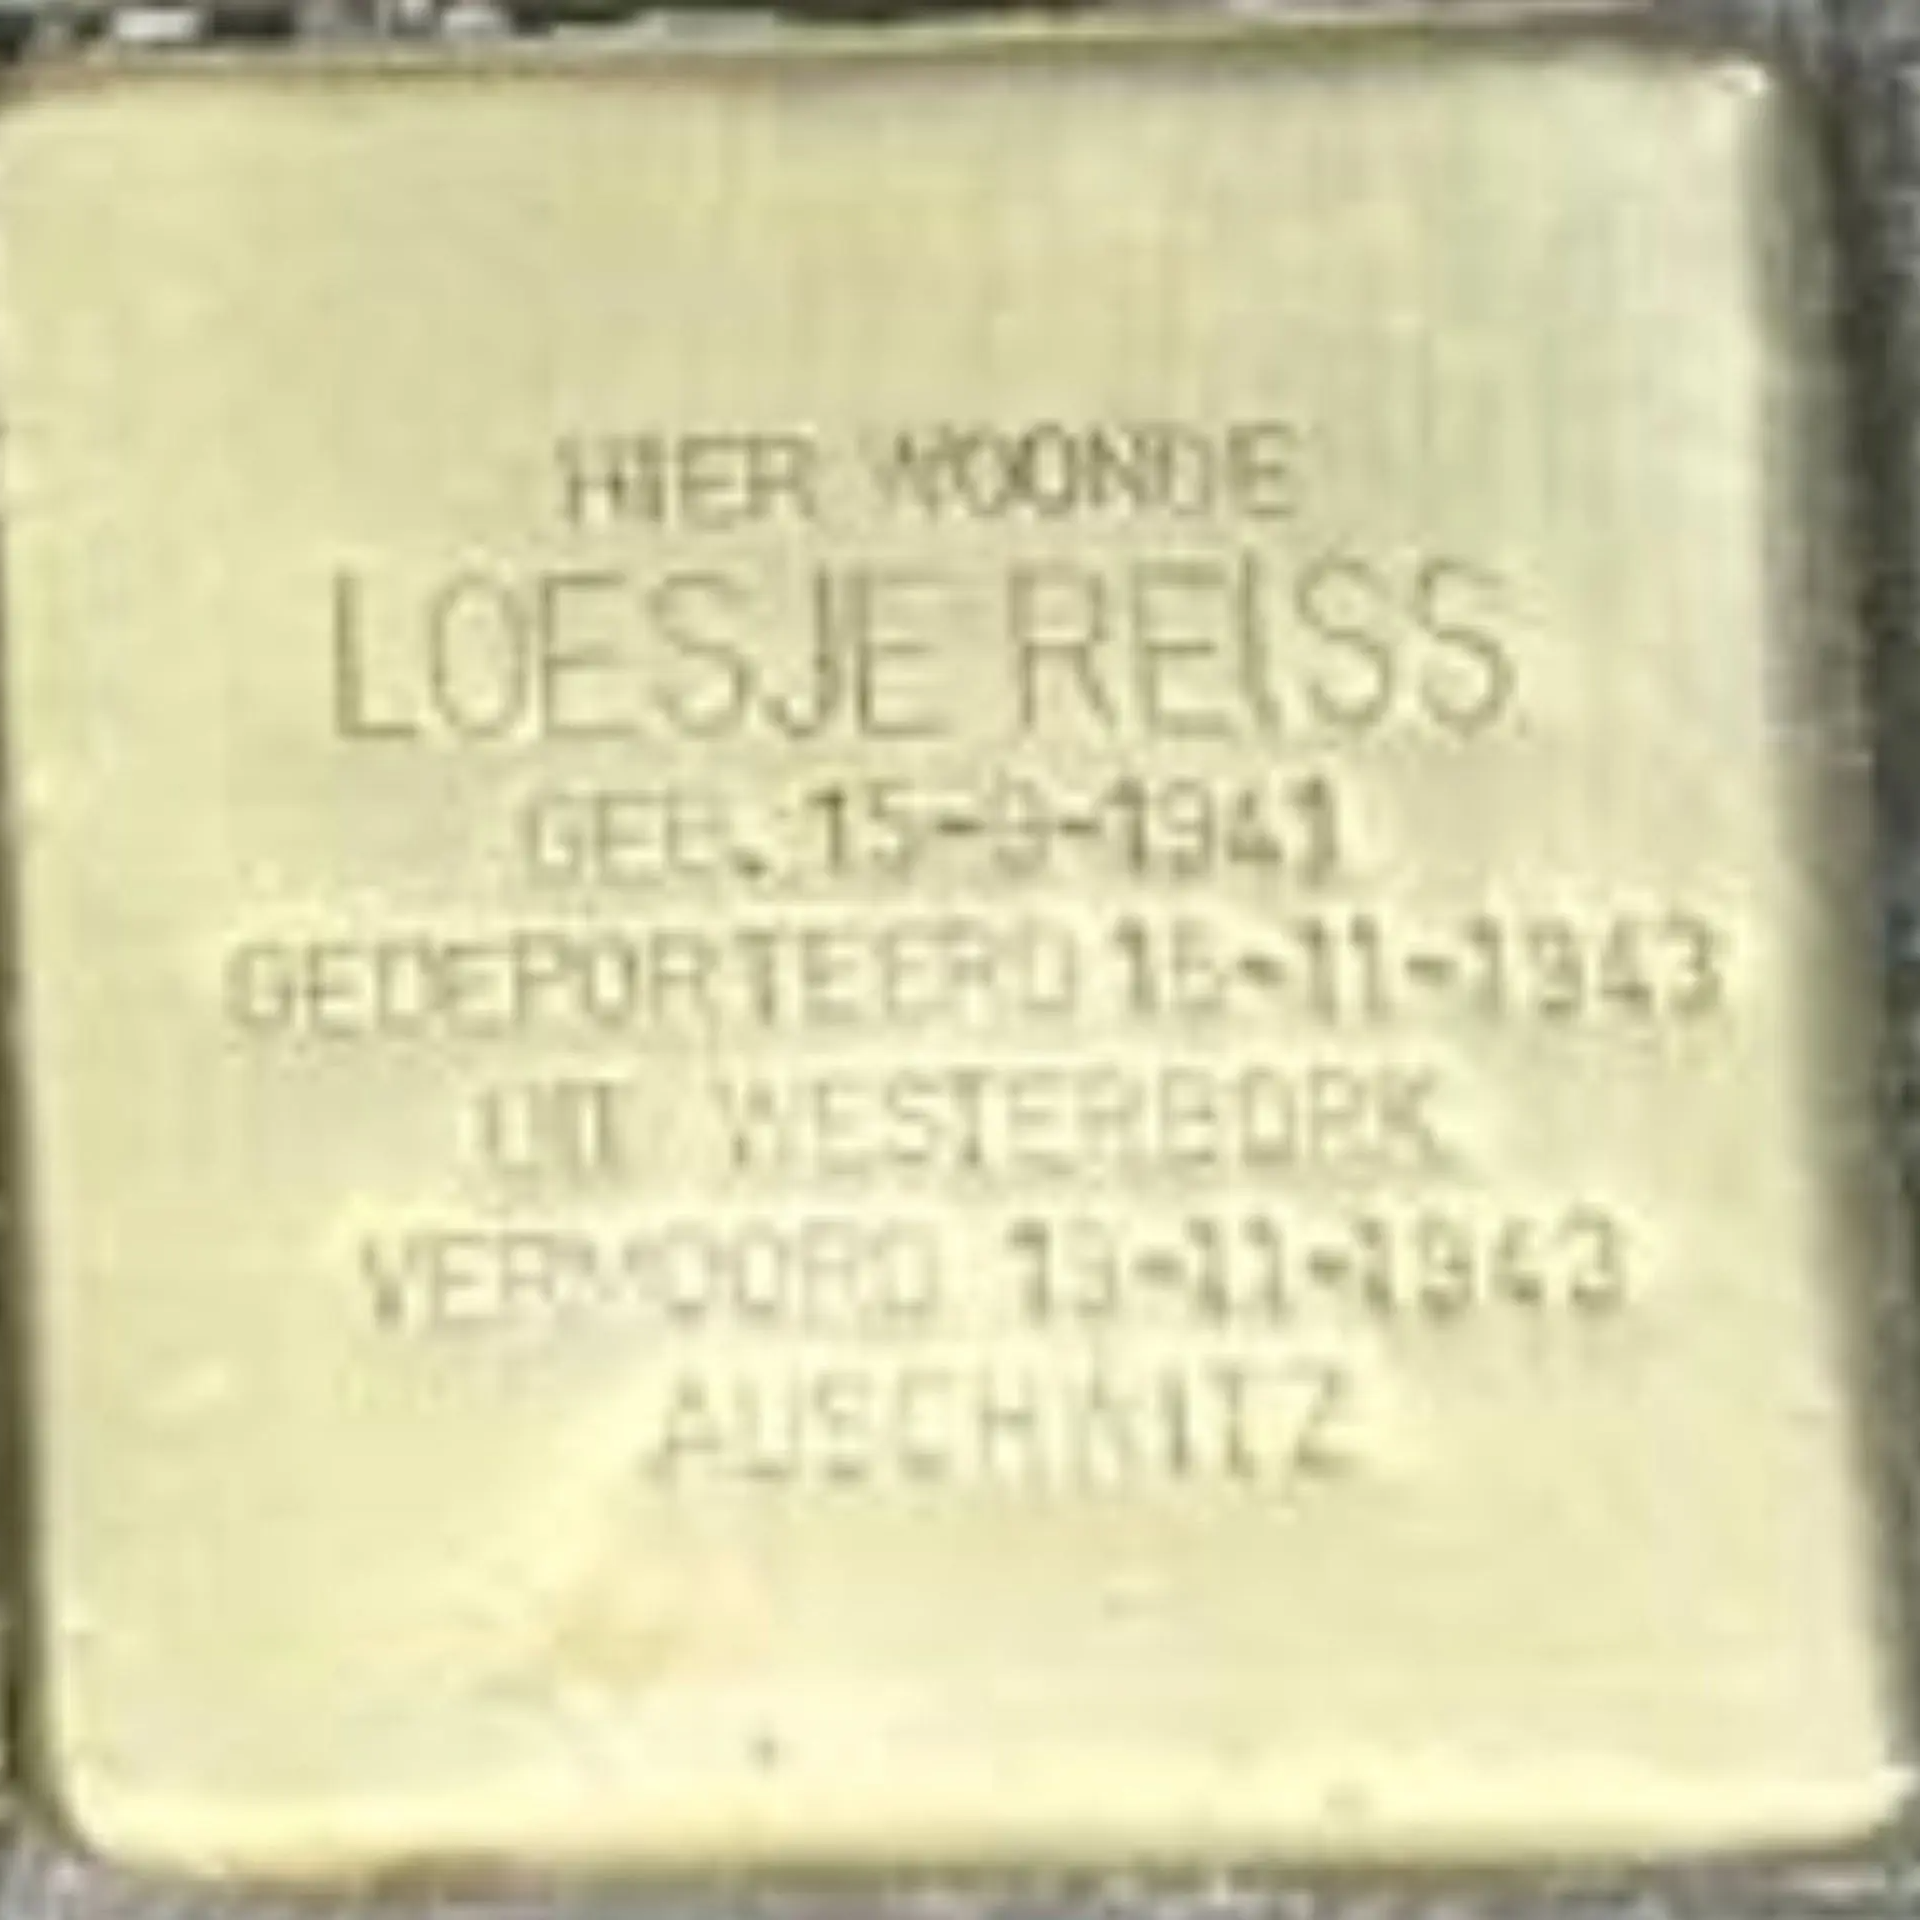 HIER WOONDE
LOESJE REISS
GEB. 15-9-1941
GEDEPORTEERD 16-11-1943
UIT WESTERBORK
VERMOORD 19-11-1943
AUSCHWITZ